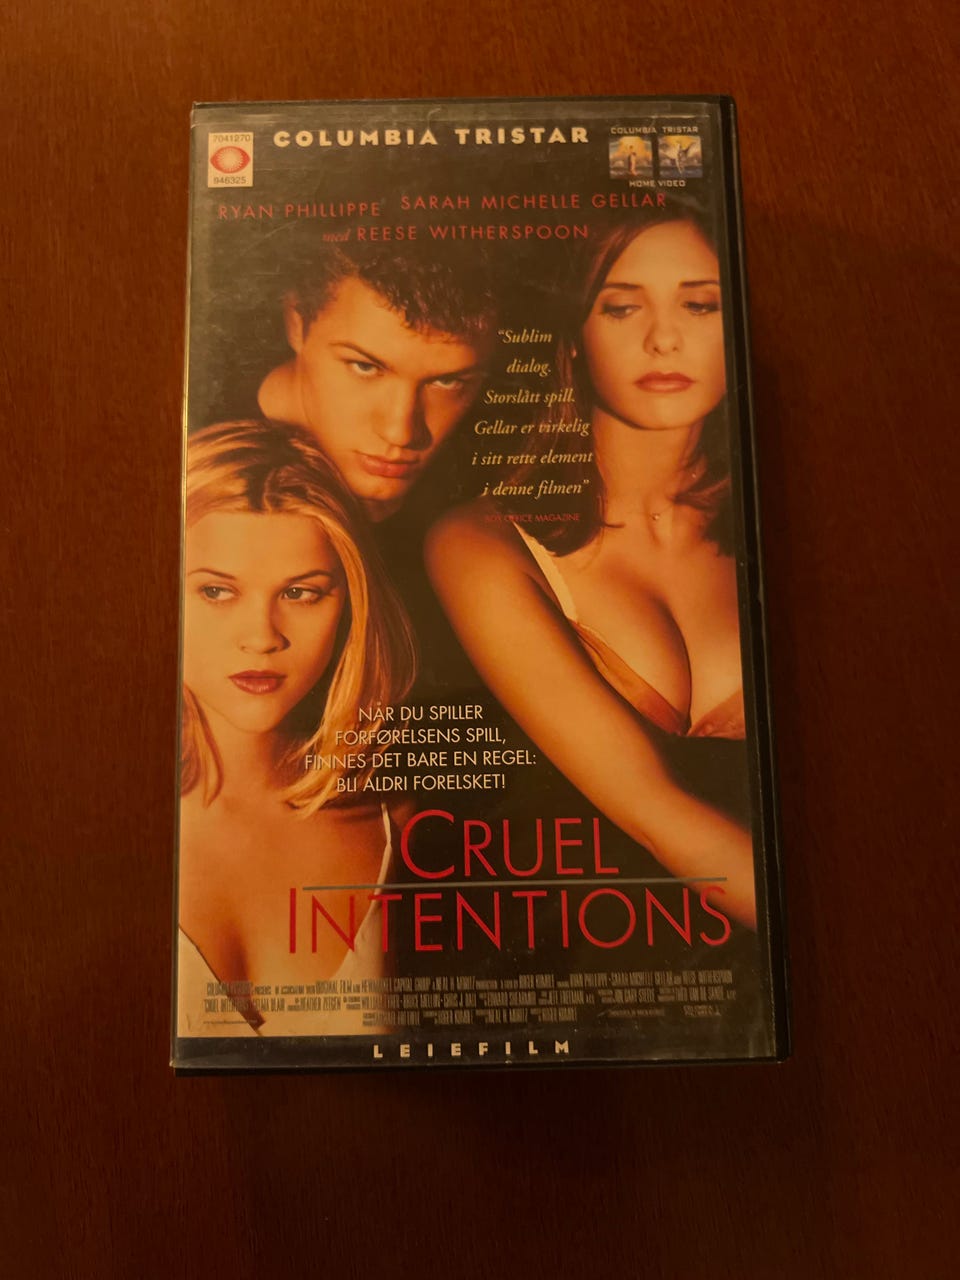 7041270
946325
COLUMBIA TRISTAR
COLUMBIA TRISTAR
HOME VIDEO
RYAN PHILLIPPE SARAH MICHELLE GELLAR
med REESE WITHERSPOON
"Sublim
dialog.
Storslått spill.
Gellar er virkelig
i sitt rette element
i denne filmen"
BOX OFFICE MAGAZINE
NÅR DU SPILLER
FORFØRELSENS SPILL,
FINNES DET BARE EN REGEL:
BLI ALDRI FORELSKET!
CRUEL
INTENTIONS
LEIEFILM